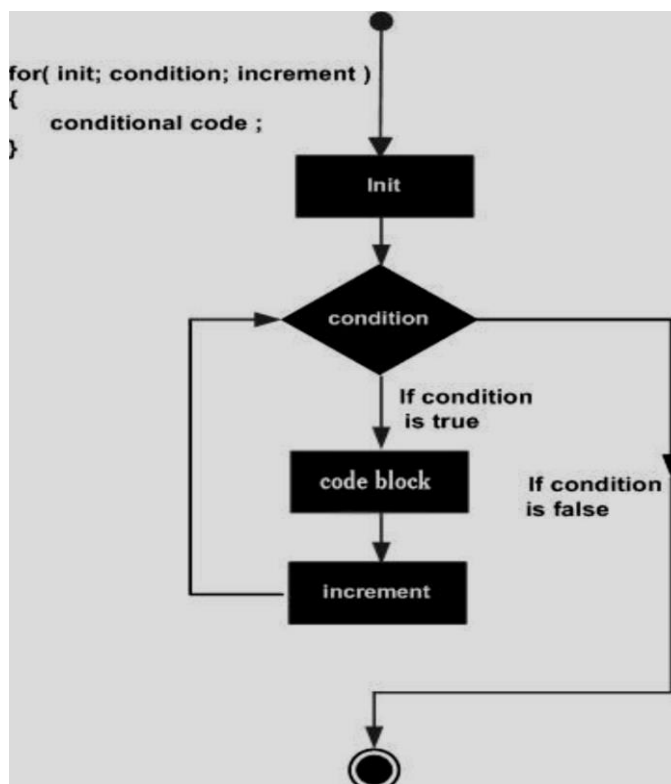 for( init; condition; increment )
{
conditional code ;
}
Init
condition
If condition
is true
code block
If condition
is false
increment